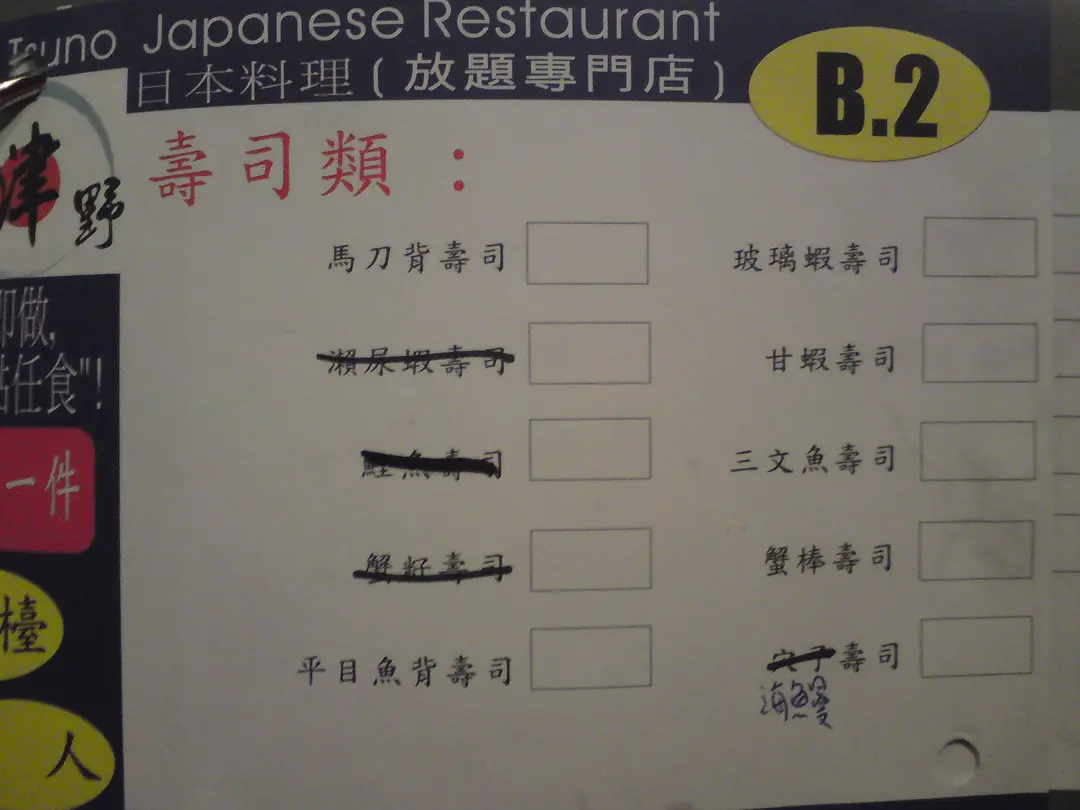 Tsuno Japanese Restaurant
日本料理(放題專門店)
B.2
津野
壽司類：
馬刀背壽司
玻璃蝦壽司
瀨尿蝦壽司
甘蝦壽司
鮭魚壽司
三文魚壽司
蟹籽壽司
蟹棒壽司
平目魚背壽司
穴子壽司
海鰻
即做,
點任食"!
一件
檯
人